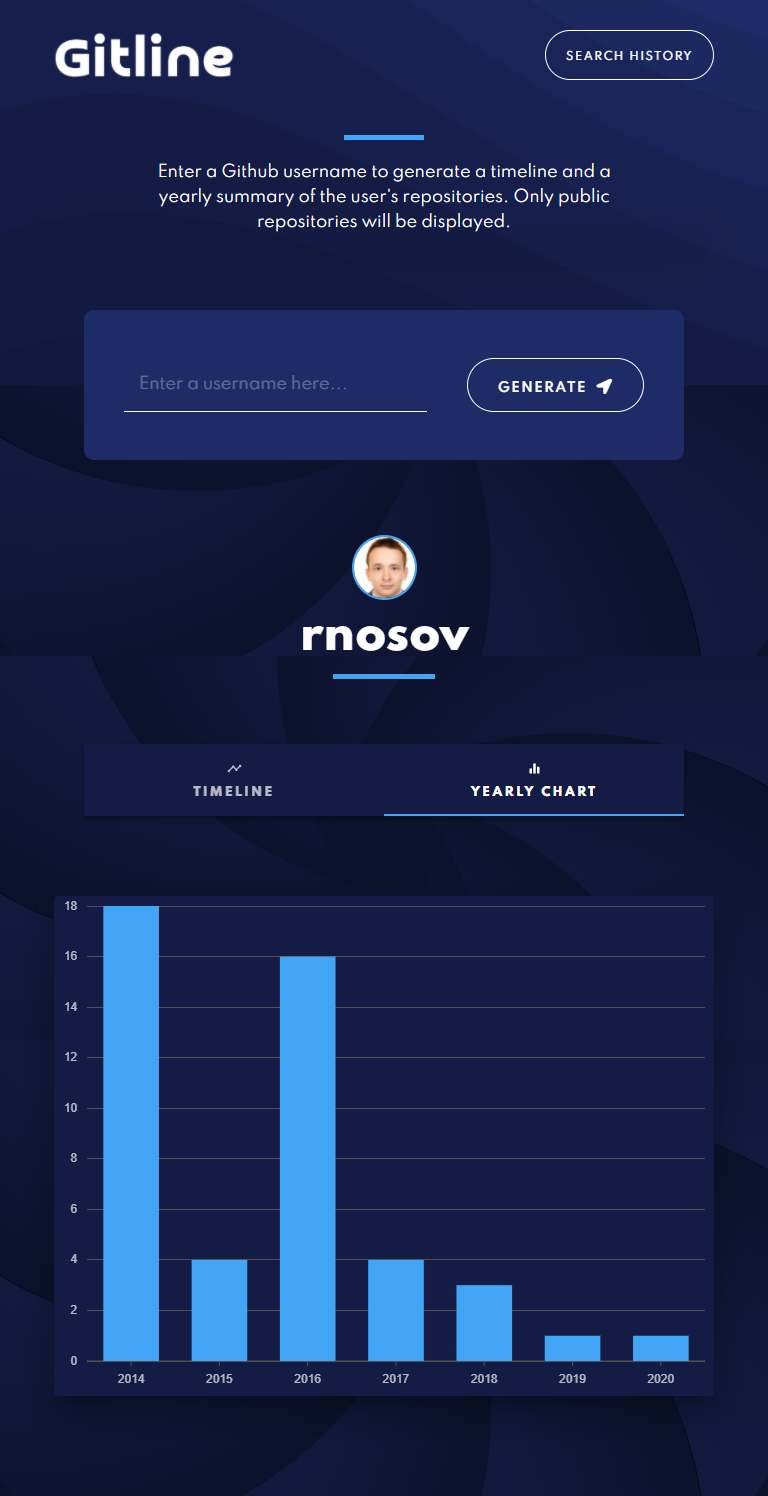 Gitline
SEARCH HISTORY
Enter a Github username to generate a timeline and a
yearly summary of the user's repositories. Only public
repositories will be displayed.
Enter a username here...
GENERATE
rnosov
TIMELINE
YEARLY CHART
18
16
14
12
10
8
6
4
2
0
2014 2015 2016 2017 2018 2019 2020